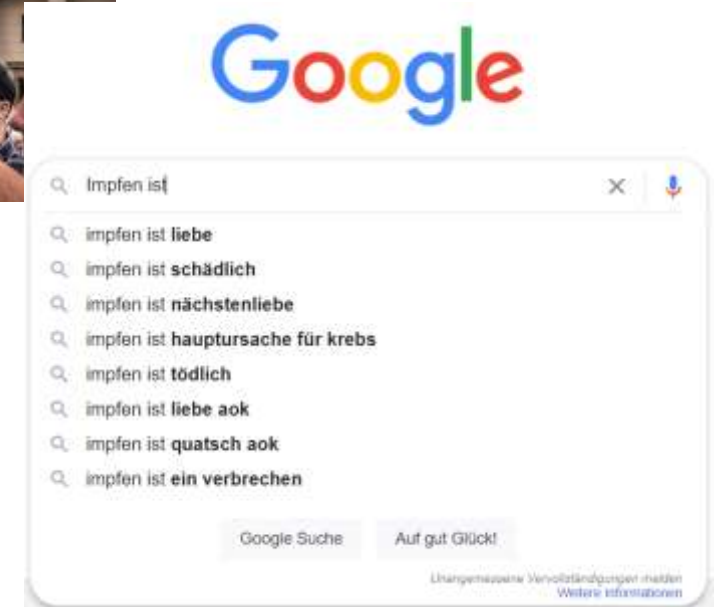 Google
Impfen ist
impfen ist liebe
impfen ist schädlich
impfen ist nächstenliebe
impfen ist hauptursache für krebs
impfen ist tödlich
impfen ist liebe aok
impfen ist quatsch aok
impfen ist ein verbrechen
Google Suche Auf gut Glück!
Unangemessene Vervollständigungen melden
Weitere Informationen